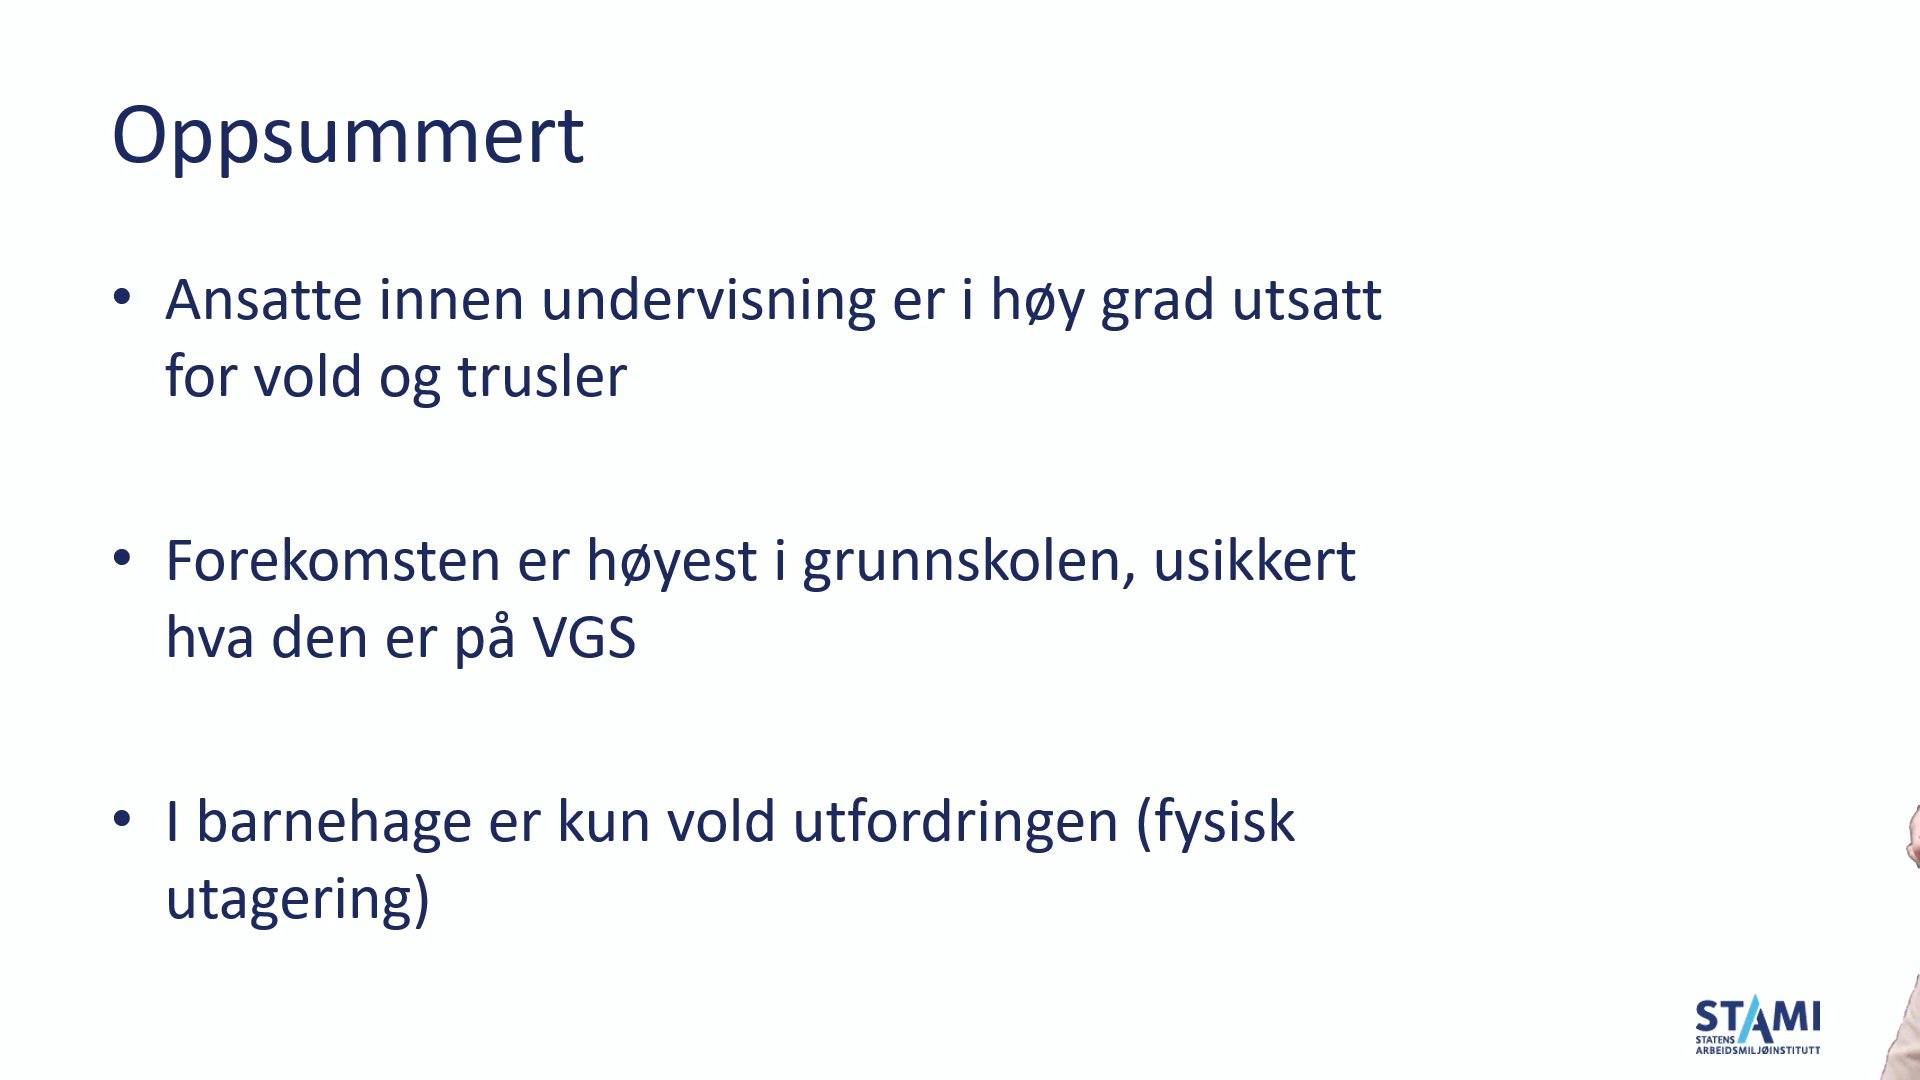 Oppsummert
• Ansatte innen undervisning er i høy grad utsatt
for vold og trusler
• Forekomsten er høyest i grunnskolen, usikkert
hva den er på VGS
• I barnehage er kun vold utfordringen (fysisk
utagering)
STAMI
STATENS
ARBEIDSMILJØINSTITUTT